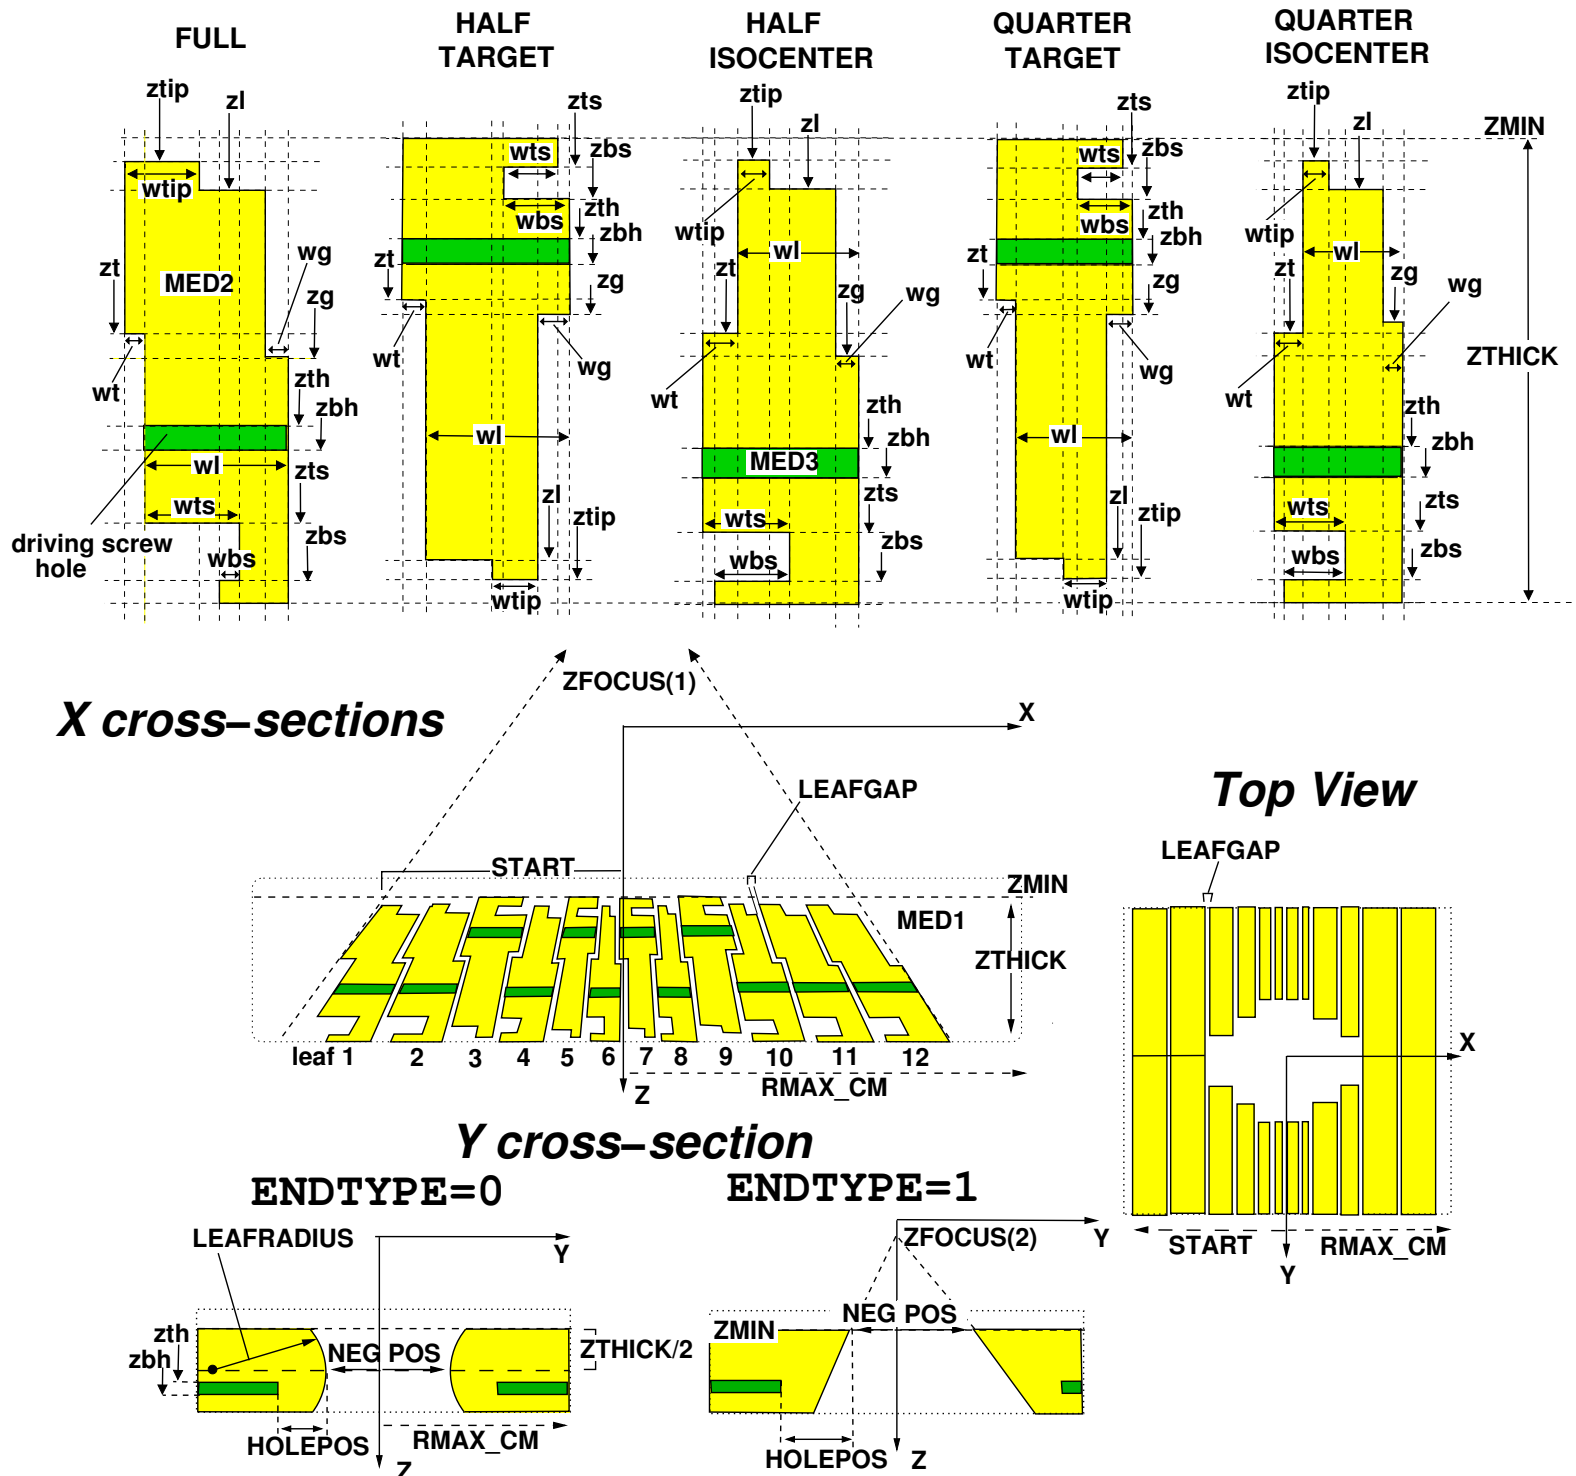 FULL
HALF
TARGET
HALF
ISOCENTER
QUARTER
TARGET
QUARTER
ISOCENTER
ztip
zl
wtip
MED2
zt
wg
zg
wt
zth
zbh
wl
zts
wts
driving screw
hole
wbs
zbs
zts
wts
zbs
wbs
zth
zbh
zt
zg
wt
wg
wl
zl
ztip
wtip
ztip
zl
wtip
wl
zt
zg
wg
wt
zth
zbh
MED3
zts
wts
zbs
wbs
zts
wts
zbs
wbs
zth
zbh
zt
zg
wt
wg
wl
zl
ztip
wtip
ztip
zl
wtip
wl
zt
zg
wg
wt
zth
zbh
zts
wts
zbs
wbs
ZMIN
ZTHICK
X cross–sections
ZFOCUS(1)
X
LEAFGAP
START
ZMIN
MED1
ZTHICK
leaf 1 2 3 4 5 6 7 8 9 10 11 12
RMAX_CM
Z
Top View
LEAFGAP
X
START
RMAX_CM
Y
Y cross–section
ENDTYPE=0
LEAFRADIUS
Y
zth
zbh
NEG POS
ZTHICK/2
HOLEPOS
RMAX_CM
Z
ENDTYPE=1
ZFOCUS(2)
Y
NEG POS
ZMIN
HOLEPOS
Z